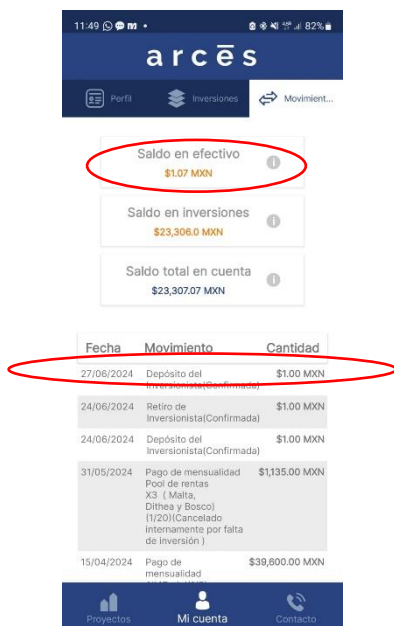 11:49 82%
arcēs
Perfil Inversiones Movimient...
Saldo en efectivo
$1.07 MXN
Saldo en inversiones
$23,306.0 MXN
Saldo total en cuenta
$23,307.07 MXN
Fecha Movimiento Cantidad
27/06/2024 Depósito del $1.00 MXN
Inversionista(Confirmada)
24/06/2024 Retiro de $1.00 MXN
Inversionista(Confirmada)
24/06/2024 Depósito del $1.00 MXN
Inversionista(Confirmada)
31/05/2024 Pago de mensualidad $1,135.00 MXN
Pool de rentas
X3 ( Malta,
Dithea y Bosco)
(1/20)(Cancelado
internamente por falta
de inversión )
15/04/2024 Pago de $39,600.00 MXN
mensualidad
Proyectos Mi cuenta Contacto